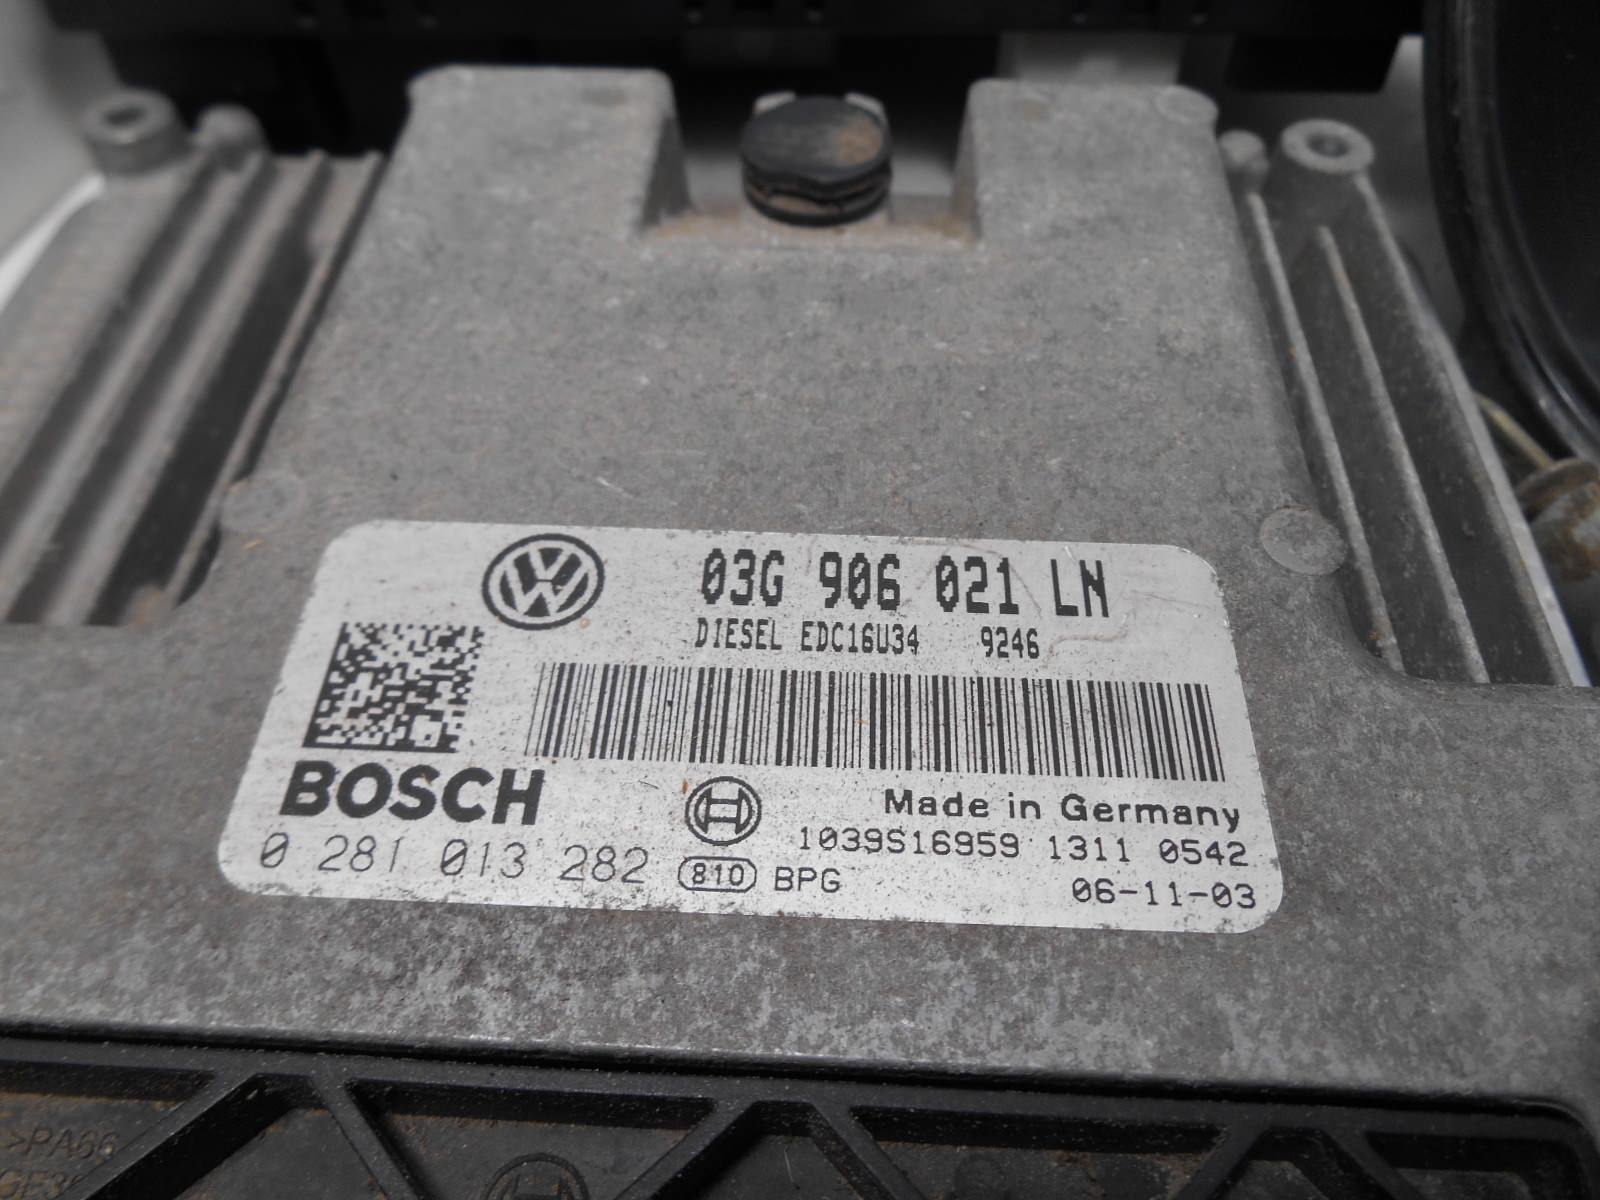 03G 906 021 LN
DIESEL EDC16U34 9246
BOSCH
Made in Germany
1039S16959 1311 0542
0 281 013 282 810 BPG
06-11-03
>PA66